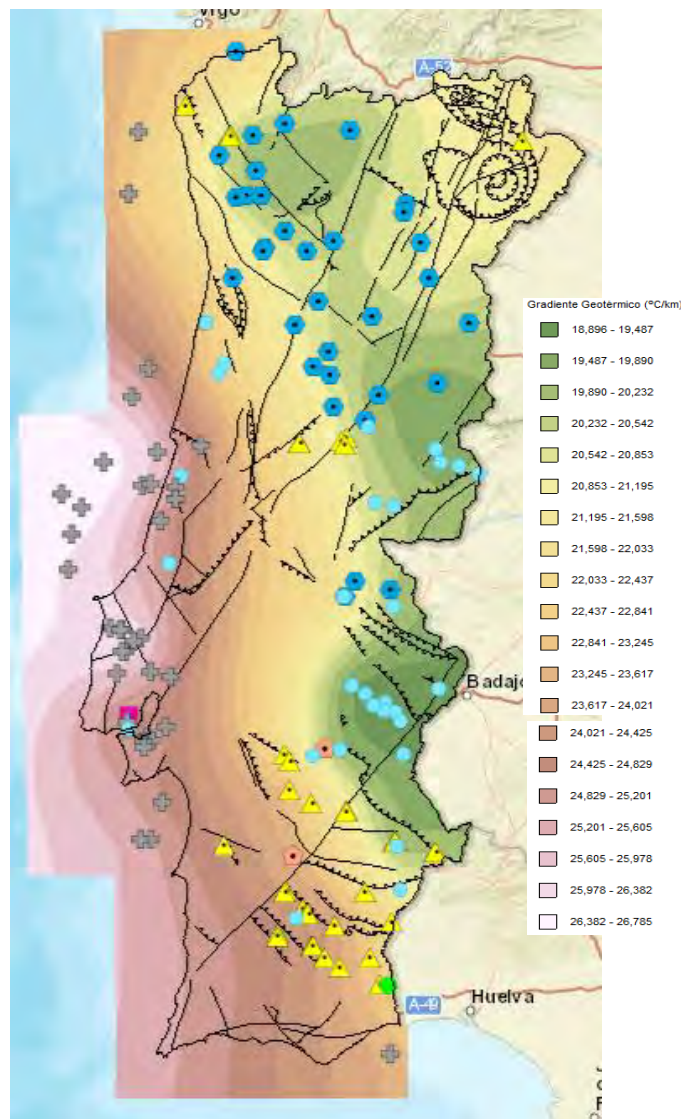 Vigo
A-52
Gradiente Geotérmico (ºC/km)
18,896 - 19,487
19,487 - 19,890
19,890 - 20,232
20,232 - 20,542
20,542 - 20,853
20,853 - 21,195
21,195 - 21,598
21,598 - 22,033
22,033 - 22,437
22,437 - 22,841
22,841 - 23,245
23,245 - 23,617
23,617 - 24,021
24,021 - 24,425
24,425 - 24,829
24,829 - 25,201
25,201 - 25,605
25,605 - 25,978
25,978 - 26,382
26,382 - 26,785
Badajo
Huelva
A-49